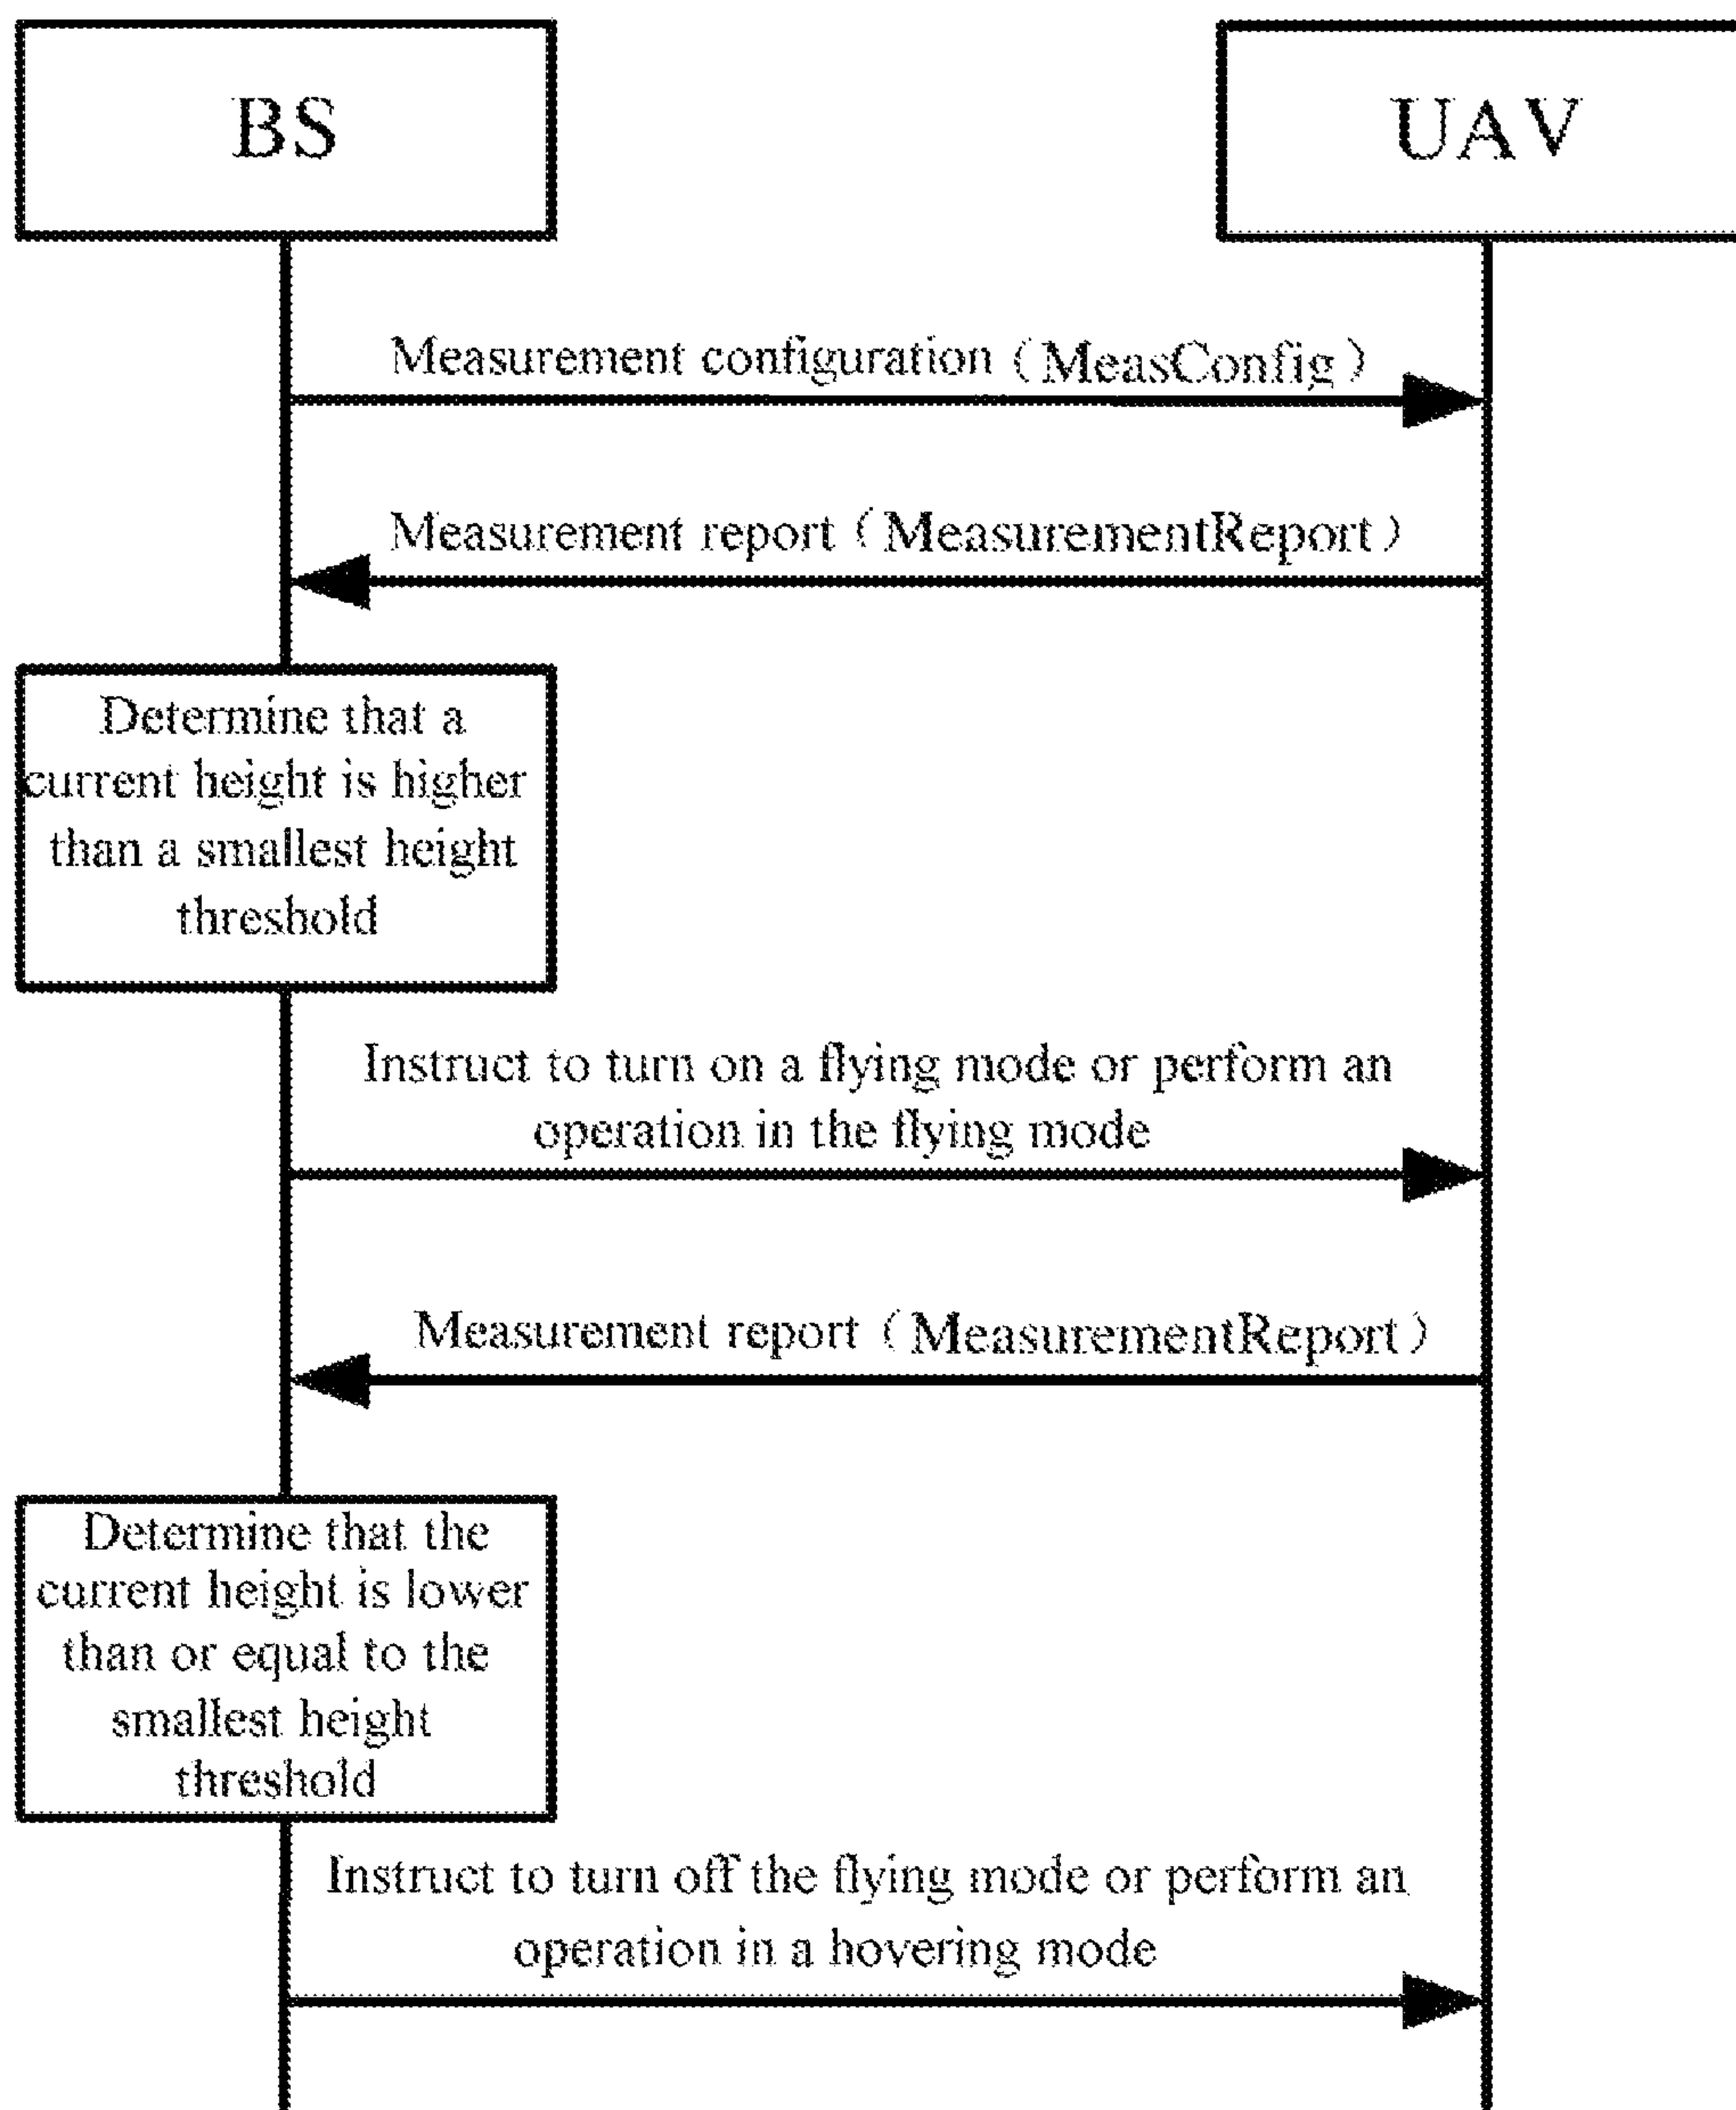 BS
UAV
Measurement configuration (MeasConfig)
Measurement report (MeasurementReport)
Determine that a
current height is higher
than a smallest height
threshold
Instruct to turn on a flying mode or perform an
operation in the flying mode
Measurement report (MeasurementReport)
Determine that the
current height is lower
than or equal to the
smallest height
threshold
Instruct to turn off the flying mode or perform an
operation in a hovering mode